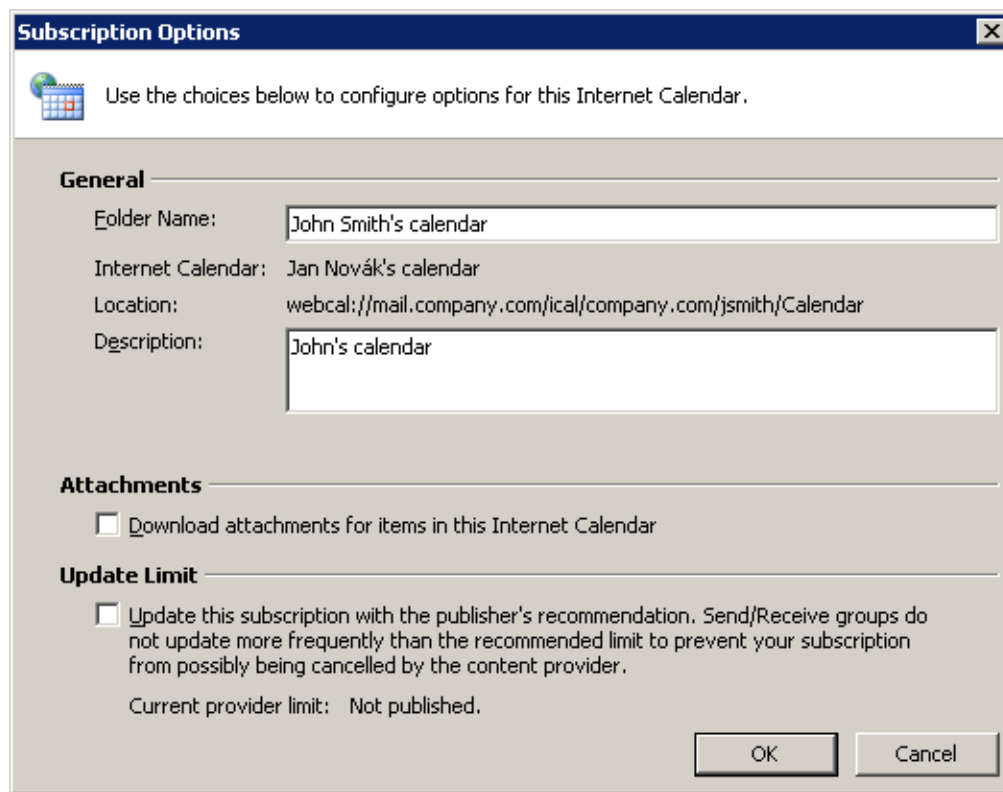 Subscription Options
Use the choices below to configure options for this Internet Calendar.
General
Folder Name: John Smith's calendar
Internet Calendar: Jan Novák's calendar
Location: webcal://mail.company.com/ical/company.com/jsmith/Calendar
Description: John's calendar
Attachments
Download attachments for items in this Internet Calendar
Update Limit
Update this subscription with the publisher's recommendation. Send/Receive groups do
not update more frequently than the recommended limit to prevent your subscription
from possibly being cancelled by the content provider.
Current provider limit: Not published.
OK Cancel